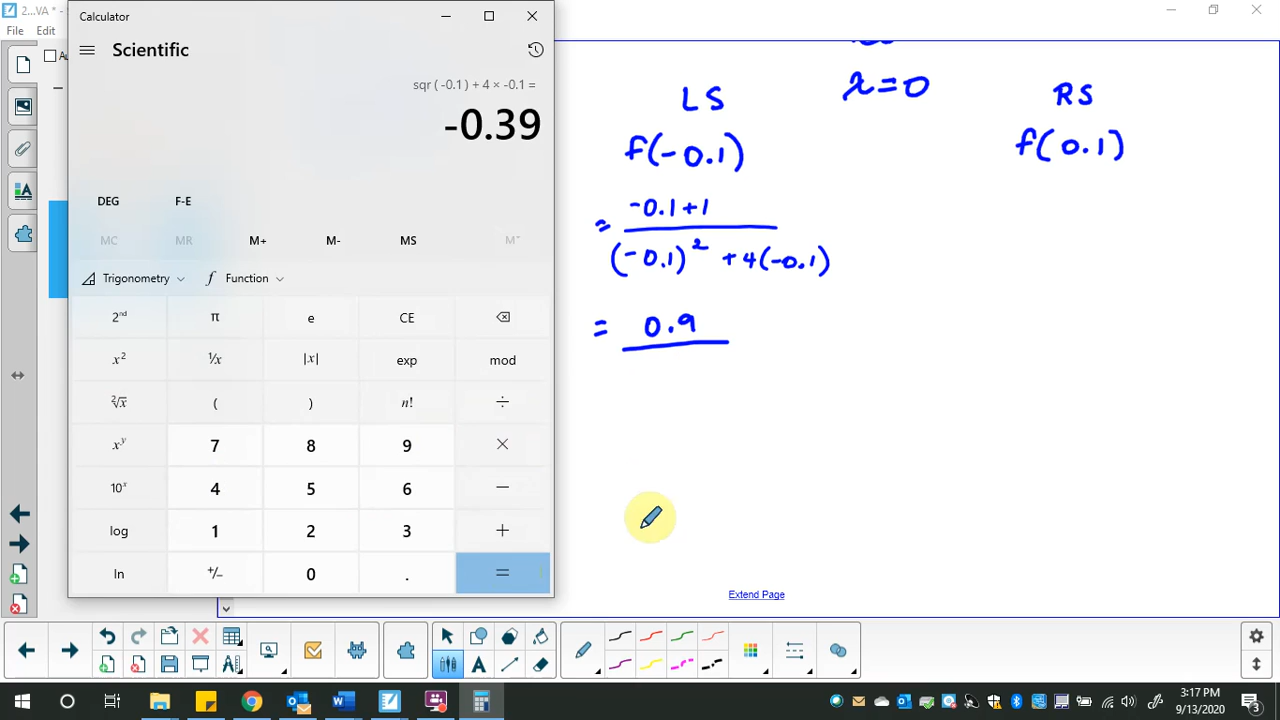 2...VA *
File Edit
Calculator
Scientific
sqr ( -0.1 ) + 4 × -0.1 =
-0.39
DEG F-E
MC MR M+ M- MS M˅
Trigonometry Function
2nd π e CE
x² ¹/x |x| exp mod
²√x ( ) n! ÷
xʸ 7 8 9 ×
10ˣ 4 5 6 −
log 1 2 3 +
ln +/- 0 . =
x=0
LS RS
f(-0.1) f(0.1)
= -0.1+1
(-0.1)² +4(-0.1)
= 0.9
Extend Page
3:17 PM
9/13/2020
3